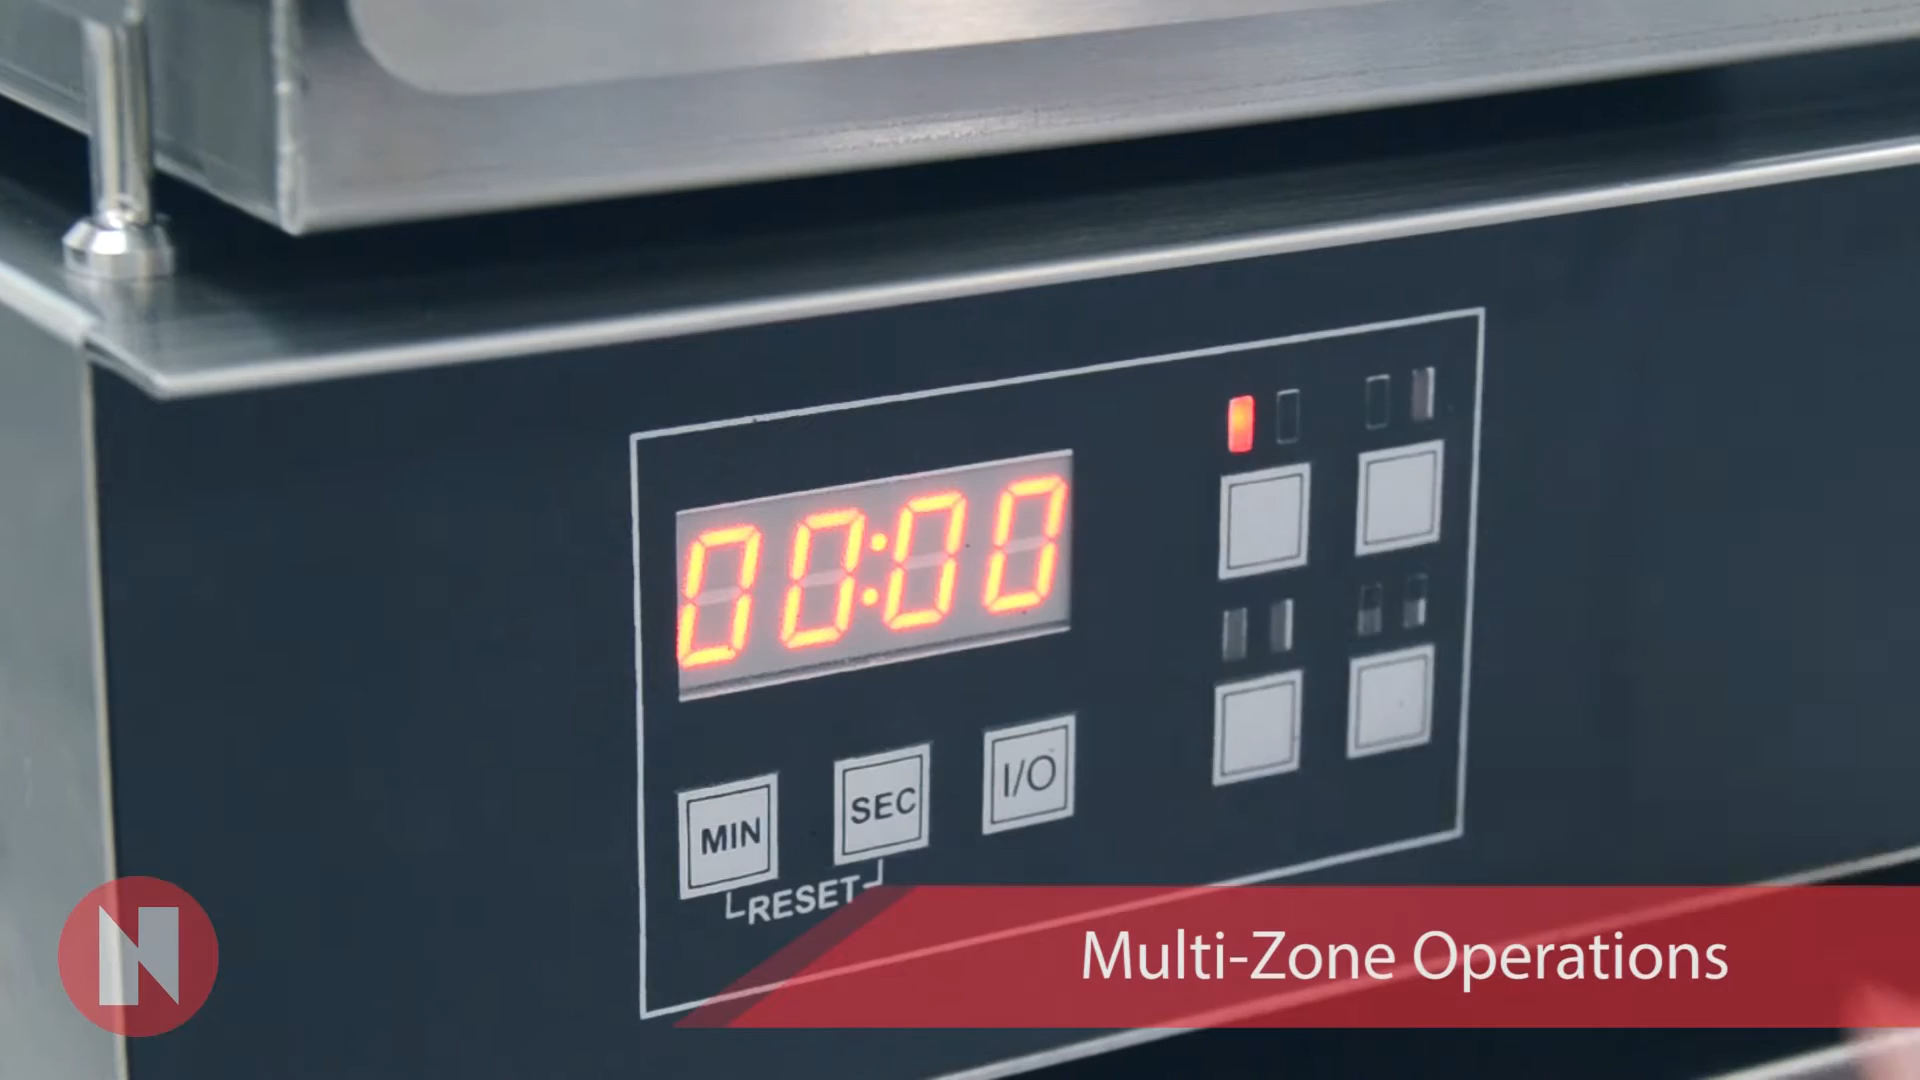 00:00
MIN
SEC
I/O
RESET
Multi-Zone Operations
N